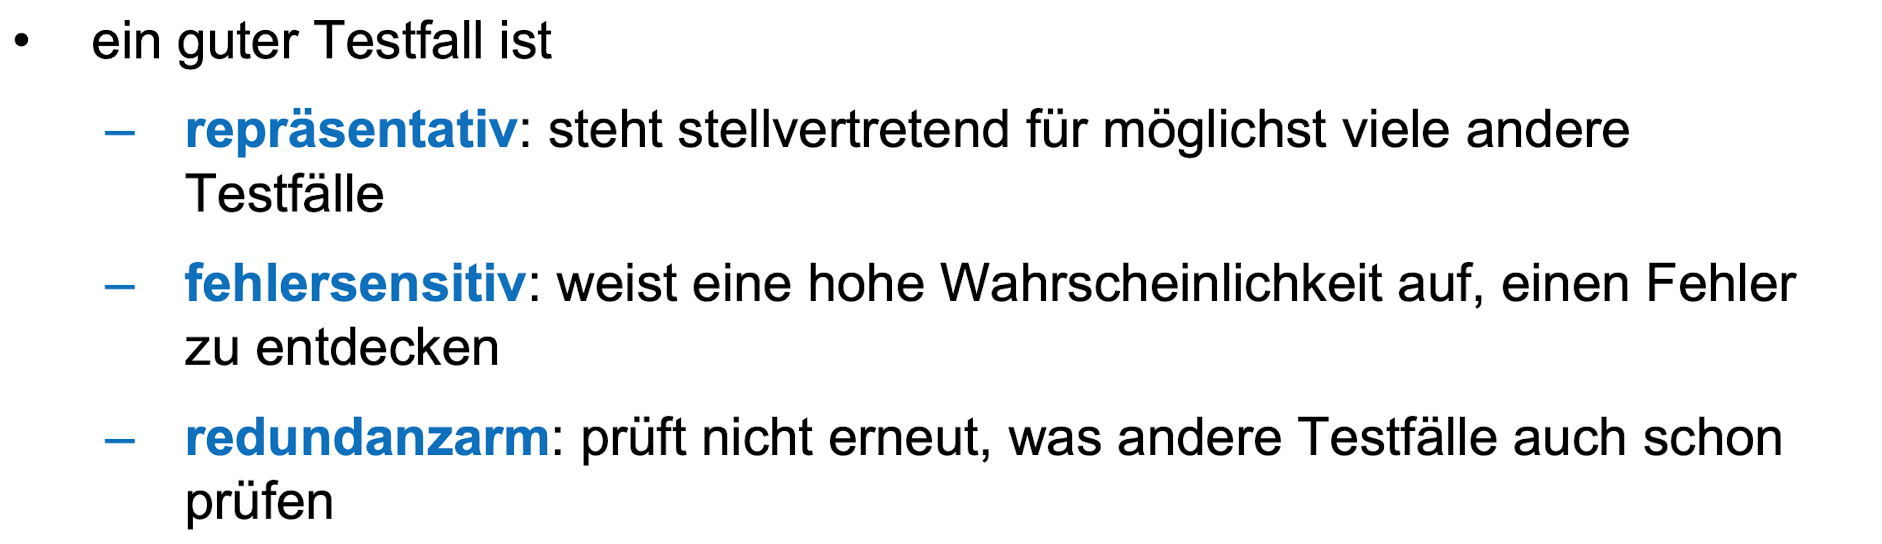 • ein guter Testfall ist
– repräsentativ: steht stellvertretend für möglichst viele andere
Testfälle
– fehlersensitiv: weist eine hohe Wahrscheinlichkeit auf, einen Fehler
zu entdecken
– redundanzarm: prüft nicht erneut, was andere Testfälle auch schon
prüfen